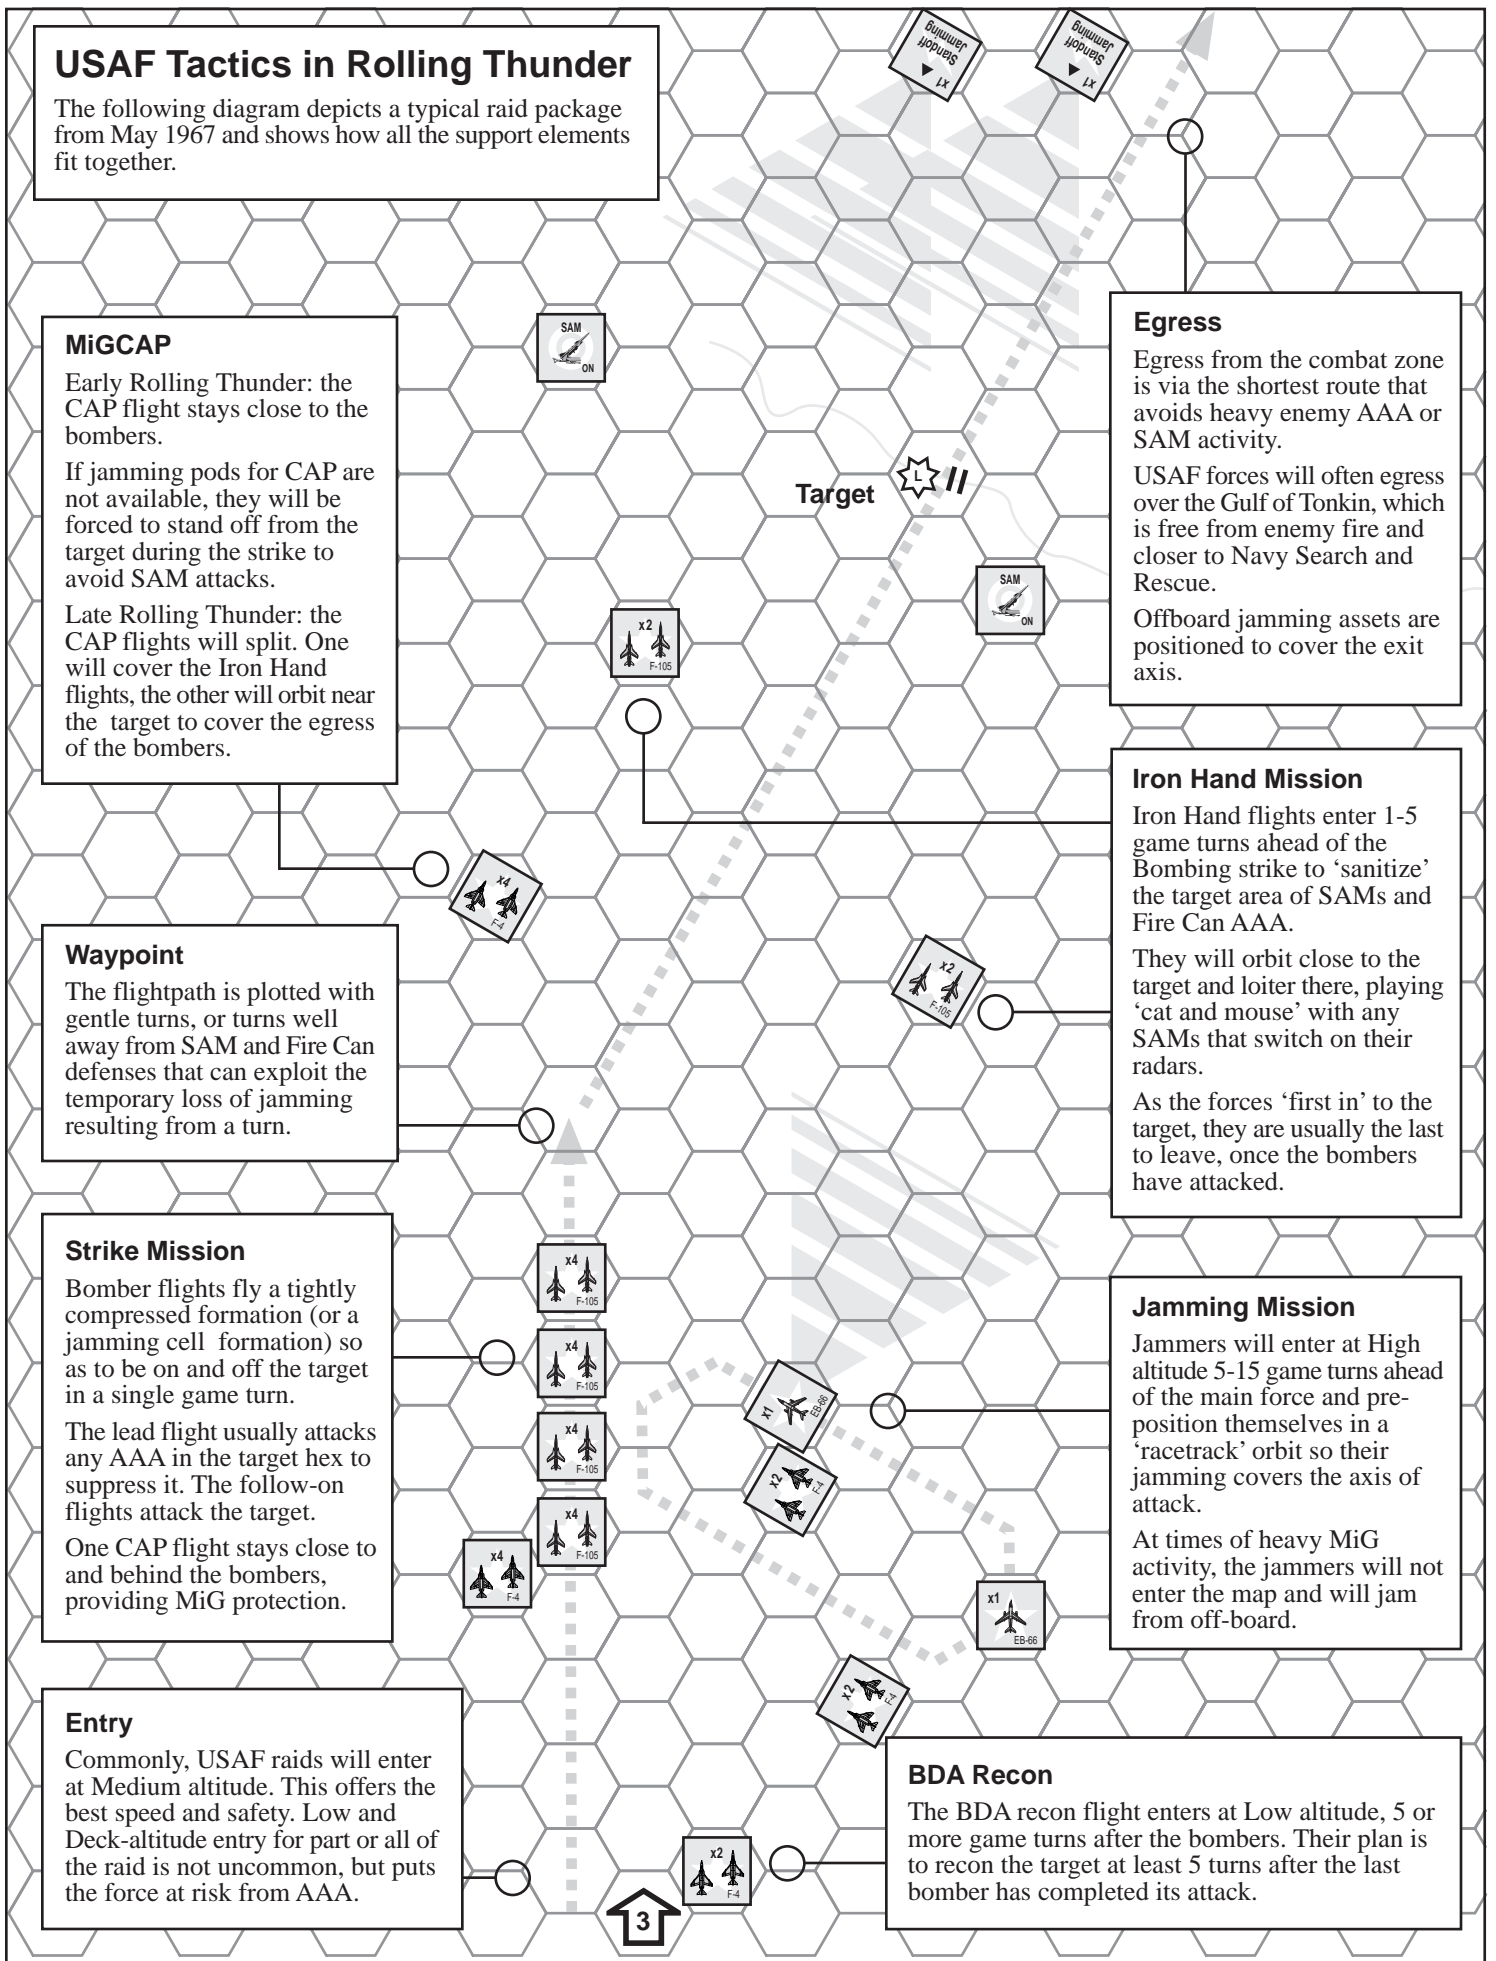 USAF Tactics in Rolling Thunder
The following diagram depicts a typical raid package
from May 1967 and shows how all the support elements
fit together.
Standoff
Jamming
x1
Standoff
Jamming
x1
MiGCAP
Early Rolling Thunder: the
CAP flight stays close to the
bombers.
If jamming pods for CAP are
not available, they will be
forced to stand off from the
target during the strike to
avoid SAM attacks.
Late Rolling Thunder: the
CAP flights will split. One
will cover the Iron Hand
flights, the other will orbit near
the target to cover the egress
of the bombers.
SAM
ON
Target
L
SAM
ON
x2
F-105
Egress
Egress from the combat zone
is via the shortest route that
avoids heavy enemy AAA or
SAM activity.
USAF forces will often egress
over the Gulf of Tonkin, which
is free from enemy fire and
closer to Navy Search and
Rescue.
Offboard jamming assets are
positioned to cover the exit
axis.
x4
F-4
x2
F-105
Iron Hand Mission
Iron Hand flights enter 1-5
game turns ahead of the
Bombing strike to ‘sanitize’
the target area of SAMs and
Fire Can AAA.
They will orbit close to the
target and loiter there, playing
‘cat and mouse’ with any
SAMs that switch on their
radars.
As the forces ‘first in’ to the
target, they are usually the last
to leave, once the bombers
have attacked.
Waypoint
The flightpath is plotted with
gentle turns, or turns well
away from SAM and Fire Can
defenses that can exploit the
temporary loss of jamming
resulting from a turn.
Strike Mission
Bomber flights fly a tightly
compressed formation (or a
jamming cell formation) so
as to be on and off the target
in a single game turn.
The lead flight usually attacks
any AAA in the target hex to
suppress it. The follow-on
flights attack the target.
One CAP flight stays close to
and behind the bombers,
providing MiG protection.
x4
F-105
x4
F-105
x4
F-105
x4
F-105
x4
F-4
x1
EB-66
x2
F-4
x1
EB-66
x2
F-4
Jamming Mission
Jammers will enter at High
altitude 5-15 game turns ahead
of the main force and pre-
position themselves in a
‘racetrack’ orbit so their
jamming covers the axis of
attack.
At times of heavy MiG
activity, the jammers will not
enter the map and will jam
from off-board.
Entry
Commonly, USAF raids will enter
at Medium altitude. This offers the
best speed and safety. Low and
Deck-altitude entry for part or all of
the raid is not uncommon, but puts
the force at risk from AAA.
3
x2
F-4
BDA Recon
The BDA recon flight enters at Low altitude, 5 or
more game turns after the bombers. Their plan is
to recon the target at least 5 turns after the last
bomber has completed its attack.